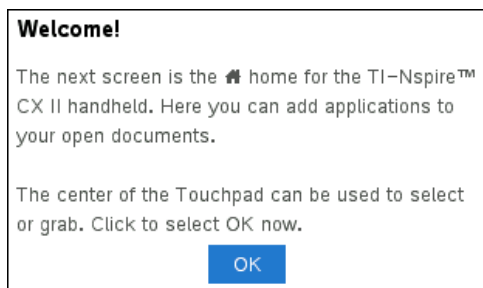 Welcome!
The next screen is the home for the TI-Nspire™
CX II handheld. Here you can add applications to
your open documents.
The center of the Touchpad can be used to select
or grab. Click to select OK now.
OK